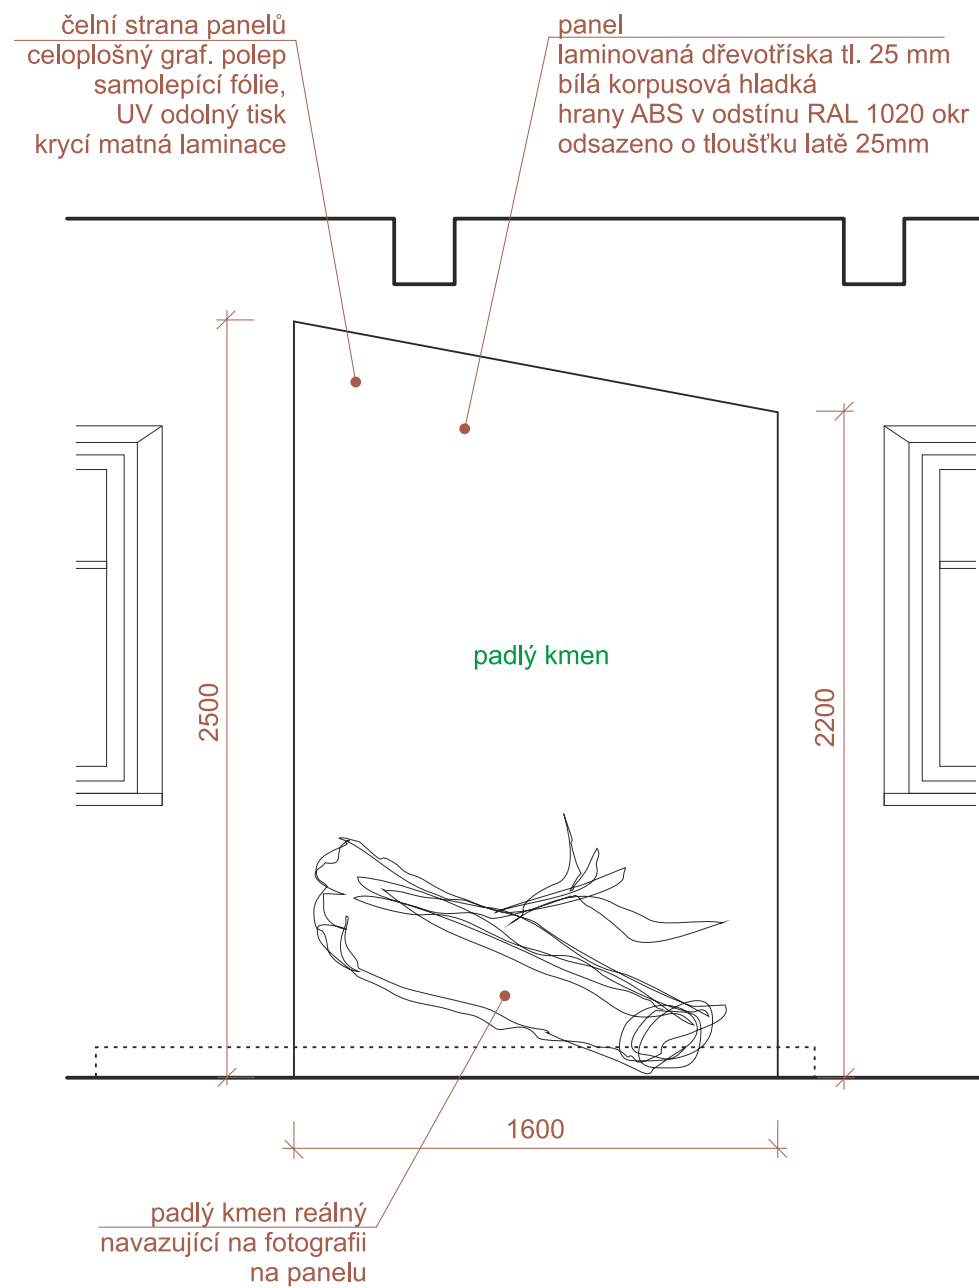 čelní strana panelů
celoplošný graf. polep
samolepící fólie,
UV odolný tisk
krycí matná laminace
panel
laminovaná dřevotříska tl. 25 mm
bílá korpusová hladká
hrany ABS v odstínu RAL 1020 okr
odsazeno o tloušťku latě 25mm
padlý kmen
2500
2200
1600
padlý kmen reálný
navazující na fotografii
na panelu